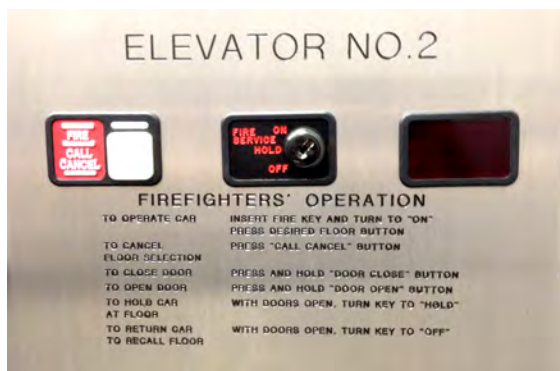 ELEVATOR NO.2
FIRE
CALL
CANCEL
FIRE ON
SERVICE
HOLD
OFF
FIREFIGHTERS' OPERATION
TO OPERATE CAR INSERT FIRE KEY AND TURN TO "ON"
PRESS DESIRED FLOOR BUTTON
TO CANCEL PRESS "CALL CANCEL" BUTTON
FLOOR SELECTION
TO CLOSE DOOR PRESS AND HOLD "DOOR CLOSE" BUTTON
TO OPEN DOOR PRESS AND HOLD "DOOR OPEN" BUTTON
TO HOLD CAR WITH DOORS OPEN, TURN KEY TO "HOLD"
AT FLOOR
TO RETURN CAR WITH DOORS OPEN, TURN KEY TO "OFF"
TO RECALL FLOOR